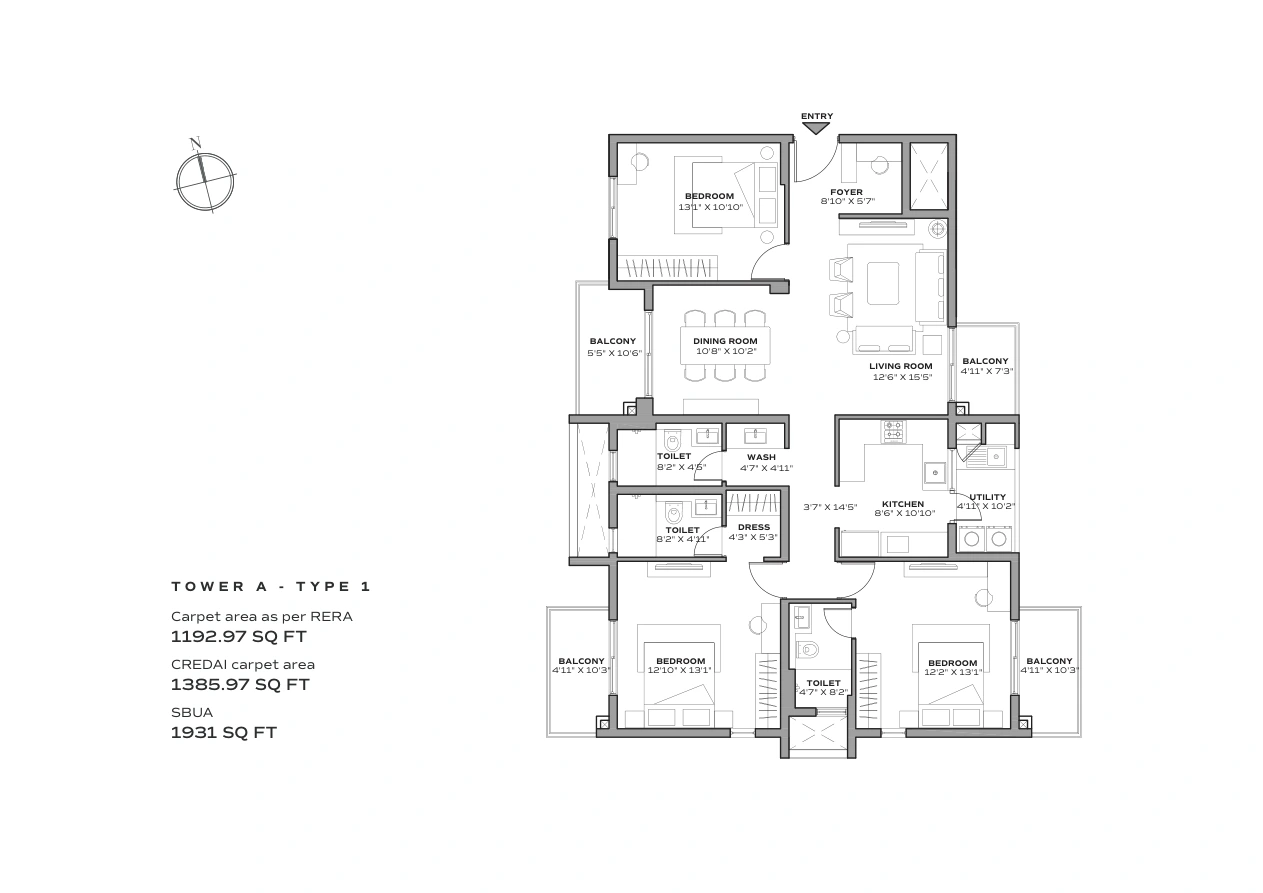 ENTRY
N
BEDROOM
13'1" X 10'10"
FOYER
8'10" X 5'7"
BALCONY
5'5" X 10'6"
DINING ROOM
10'8" X 10'2"
LIVING ROOM
12'6" X 15'5"
BALCONY
4'11" X 7'3"
TOILET
8'2" X 4'5"
WASH
4'7" X 4'11"
3'7" X 14'5"
KITCHEN
8'6" X 10'10"
UTILITY
4'11" X 10'2"
TOILET
8'2" X 4'11"
DRESS
4'3" X 5'3"
TOWER A - TYPE 1
Carpet area as per RERA
1192.97 SQ FT
CREDAI carpet area
1385.97 SQ FT
SBUA
1931 SQ FT
BALCONY
4'11" X 10'3"
BEDROOM
12'10" X 13'1"
TOILET
4'7" X 8'2"
BEDROOM
12'2" X 13'1"
BALCONY
4'11" X 10'3"